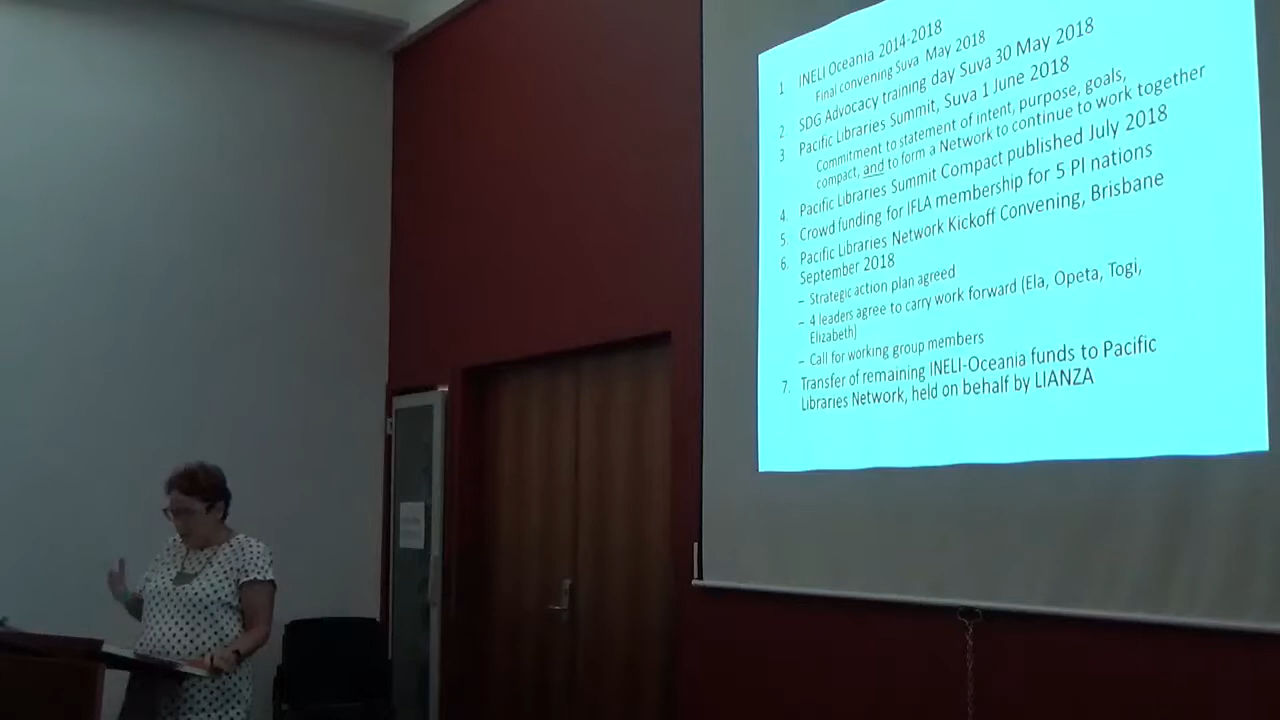 1 INELI Oceania 2014-2018
Final convening Suva May 2018
2. SDG Advocacy training day Suva 30 May 2018
3 Pacific Libraries Summit, Suva 1 June 2018
Commitment to statement of intent, purpose, goals,
compact, and to form a Network to continue to work together
4. Pacific Libraries Summit Compact published July 2018
5. Crowd funding for IFLA membership for 5 PI nations
6. Pacific Libraries Network Kickoff Convening, Brisbane
September 2018
– Strategic action plan agreed
– 4 leaders agree to carry work forward (Ela, Opeta, Togi,
Elizabeth)
– Call for working group members
7. Transfer of remaining INELI-Oceania funds to Pacific
Libraries Network, held on behalf by LIANZA